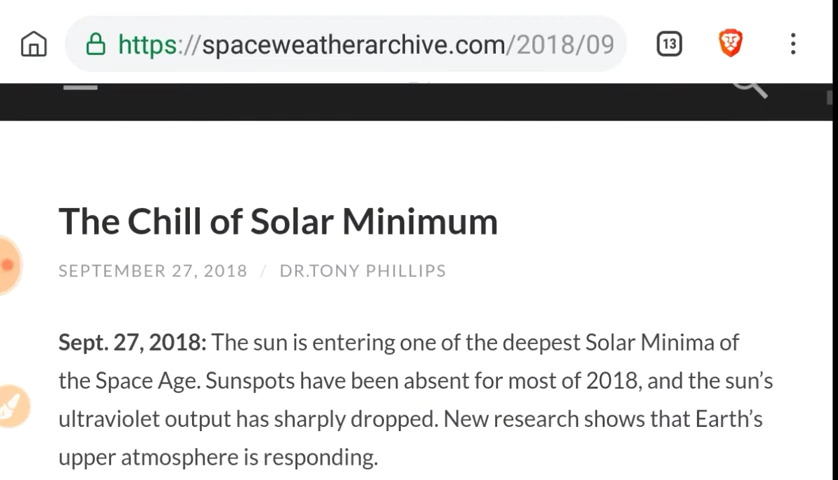 https://spaceweatherarchive.com/2018/09
13
The Chill of Solar Minimum
SEPTEMBER 27, 2018 / DR.TONY PHILLIPS
Sept. 27, 2018: The sun is entering one of the deepest Solar Minima of
the Space Age. Sunspots have been absent for most of 2018, and the sun’s
ultraviolet output has sharply dropped. New research shows that Earth’s
upper atmosphere is responding.